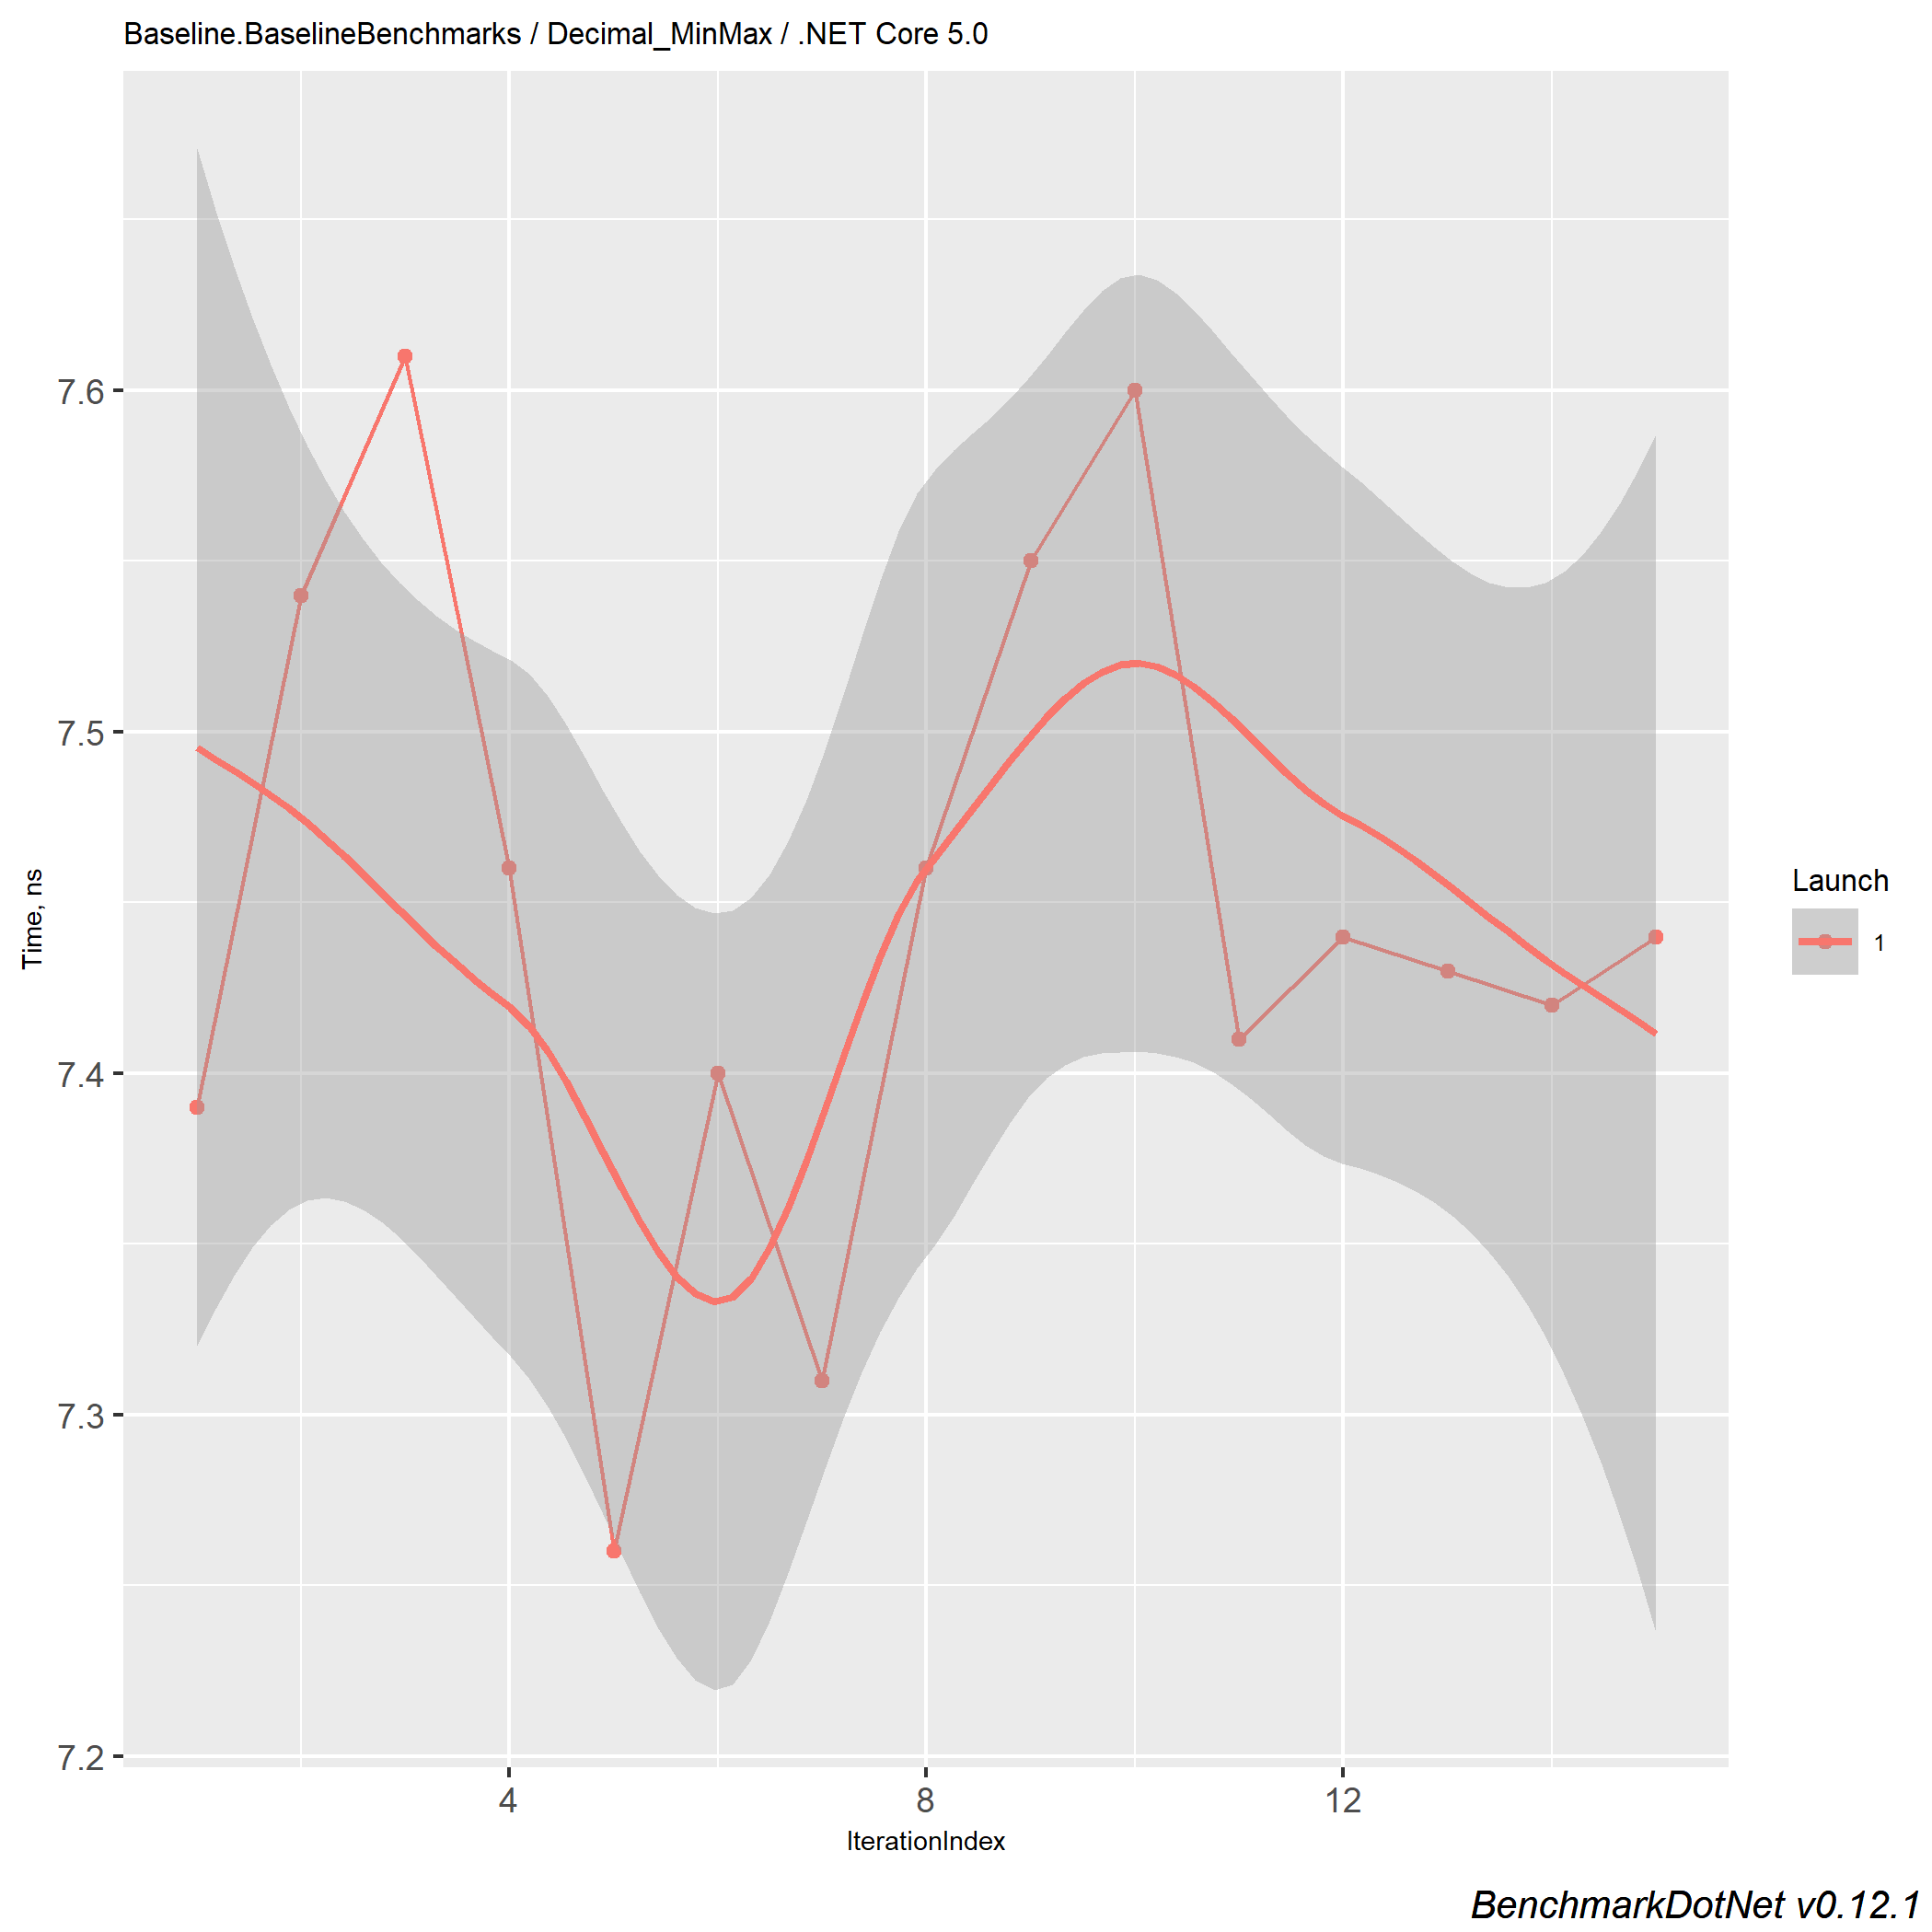 Baseline.BaselineBenchmarks / Decimal_MinMax / .NET Core 5.0
7.6
7.5
7.4
7.3
7.2
Time, ns
4 8 12
IterationIndex
Launch
1
BenchmarkDotNet v0.12.1